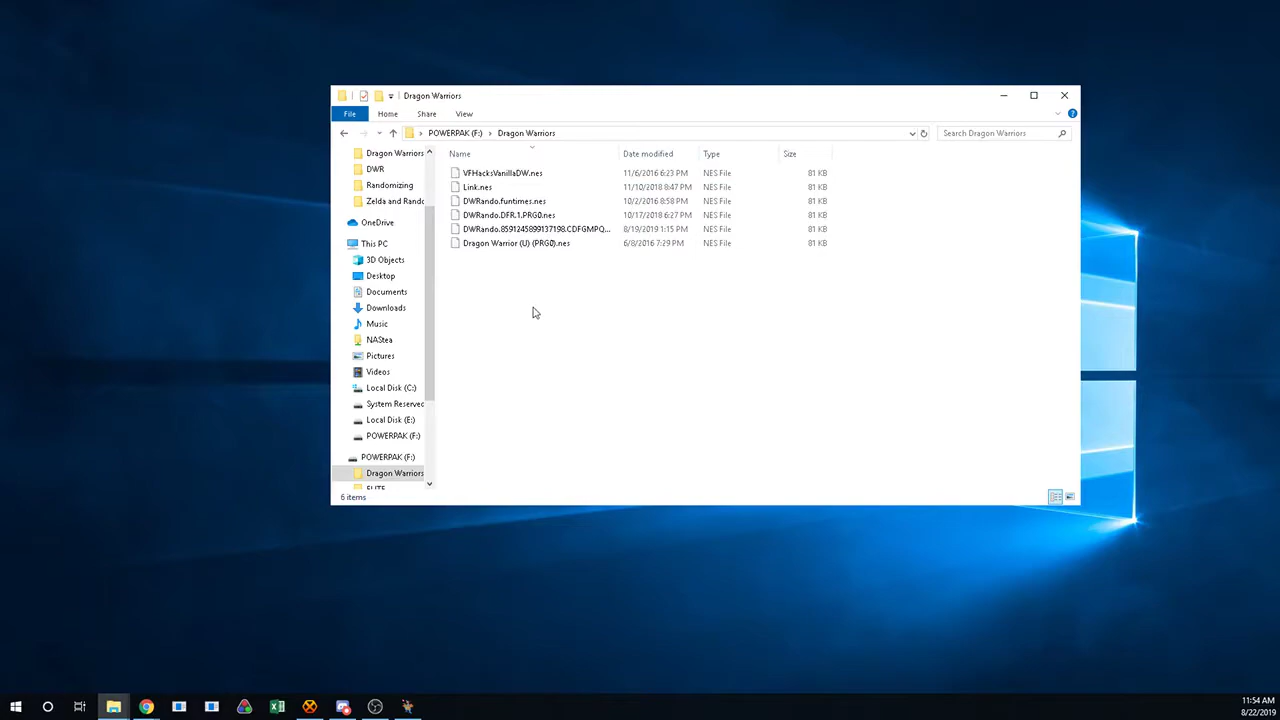 Dragon Warriors
File Home Share View
POWERPAK (F:) Dragon Warriors Search Dragon Warriors
Name Date modified Type Size
VFHacksVanillaDW.nes 11/6/2016 6:23 PM NES File 81 KB
Link.nes 11/10/2018 8:47 PM NES File 81 KB
DWRando.funtimes.nes 10/2/2016 8:58 PM NES File 81 KB
DWRando.DFR.1.PRG0.nes 10/17/2018 6:27 PM NES File 81 KB
DWRando.8591245899137198.CDFGMPQ,... 8/19/2019 1:15 PM NES File 81 KB
Dragon Warrior (U) (PRG0).nes 6/8/2016 7:29 PM NES File 81 KB
Dragon Warriors
DWR
Randomizing
Zelda and Rando
OneDrive
This PC
3D Objects
Desktop
Documents
Downloads
Music
NAStea
Pictures
Videos
Local Disk (C:)
System Reserved
Local Disk (E:)
POWERPAK (F:)
POWERPAK (F:)
Dragon Warriors
ELITE
6 items
11:54 AM
8/22/2019